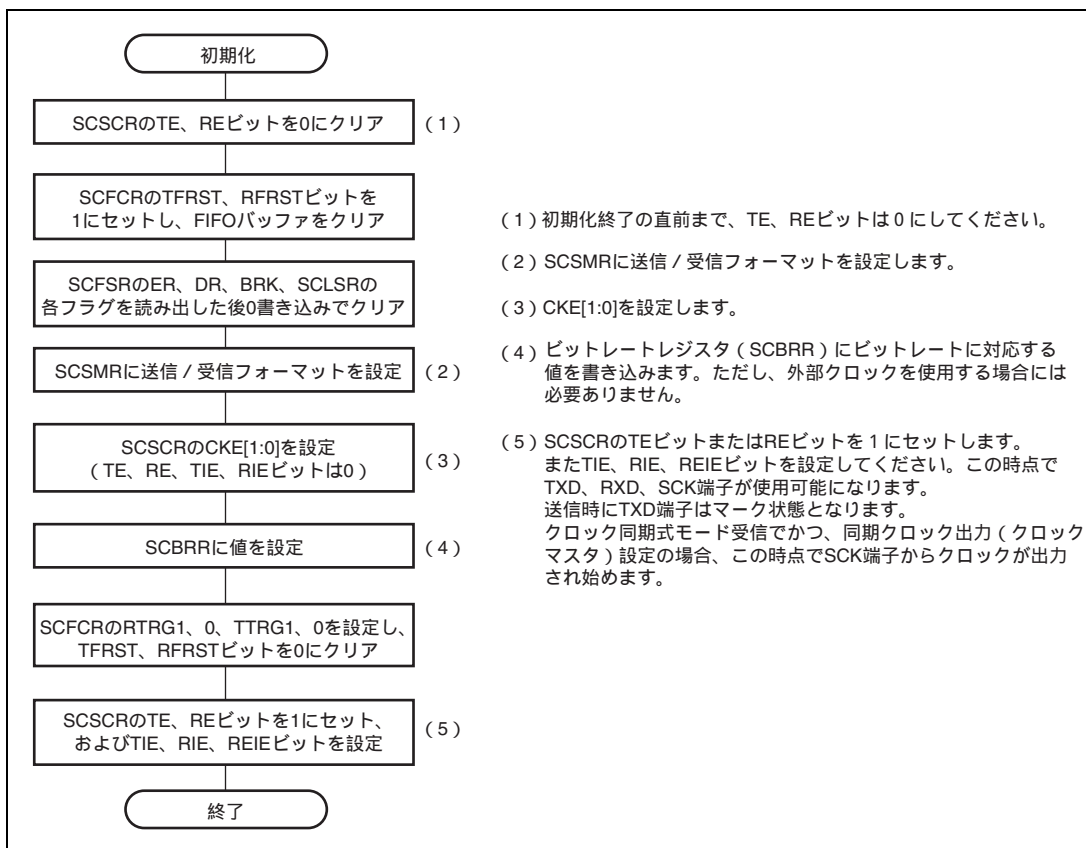 初期化
SCSCRのTE、REビットを0にクリア
（1）
SCFCRのTFRST、RFRSTビットを
1にセットし、FIFOバッファをクリア
SCFSRのER、DR、BRK、SCLSRの
各フラグを読み出した後0書き込みでクリア
SCSMRに送信 / 受信フォーマットを設定
（2）
SCSCRのCKE[1:0]を設定
（TE、RE、TIE、RIEビットは0）
（3）
SCBRRに値を設定
（4）
SCFCRのRTRG1、0、TTRG1、0を設定し、
TFRST、RFRSTビットを0にクリア
SCSCRのTE、REビットを1にセット、
およびTIE、RIE、REIEビットを設定
（5）
終了
（1）初期化終了の直前まで、TE、REビットは 0 にしてください。
（2）SCSMRに送信 / 受信フォーマットを設定します。
（3）CKE[1:0]を設定します。
（4）ビットレートレジスタ（SCBRR）にビットレートに対応する
値を書き込みます。ただし、外部クロックを使用する場合には
必要ありません。
（5）SCSCRのTEビットまたはREビットを 1 にセットします。
またTIE、RIE、REIEビットを設定してください。この時点で
TXD、RXD、SCK端子が使用可能になります。
送信時にTXD端子はマーク状態となります。
クロック同期式モード受信でかつ、同期クロック出力（クロック
マスタ）設定の場合、この時点でSCK端子からクロックが出力
され始めます。